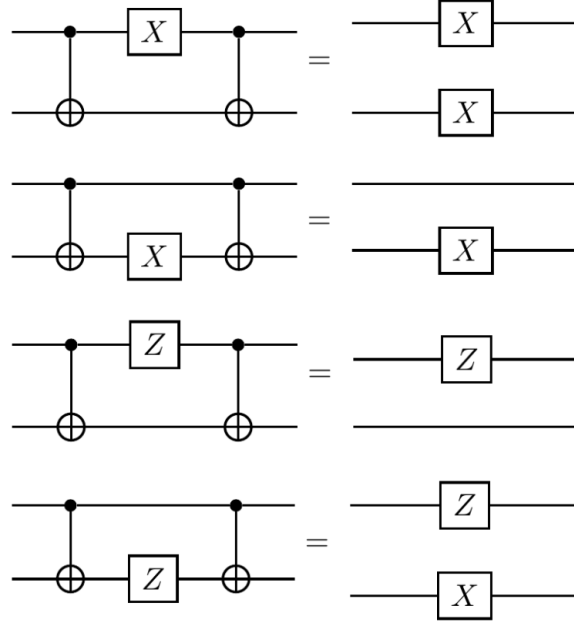 X = X
X
= 
X X
Z = Z
= Z
Z X